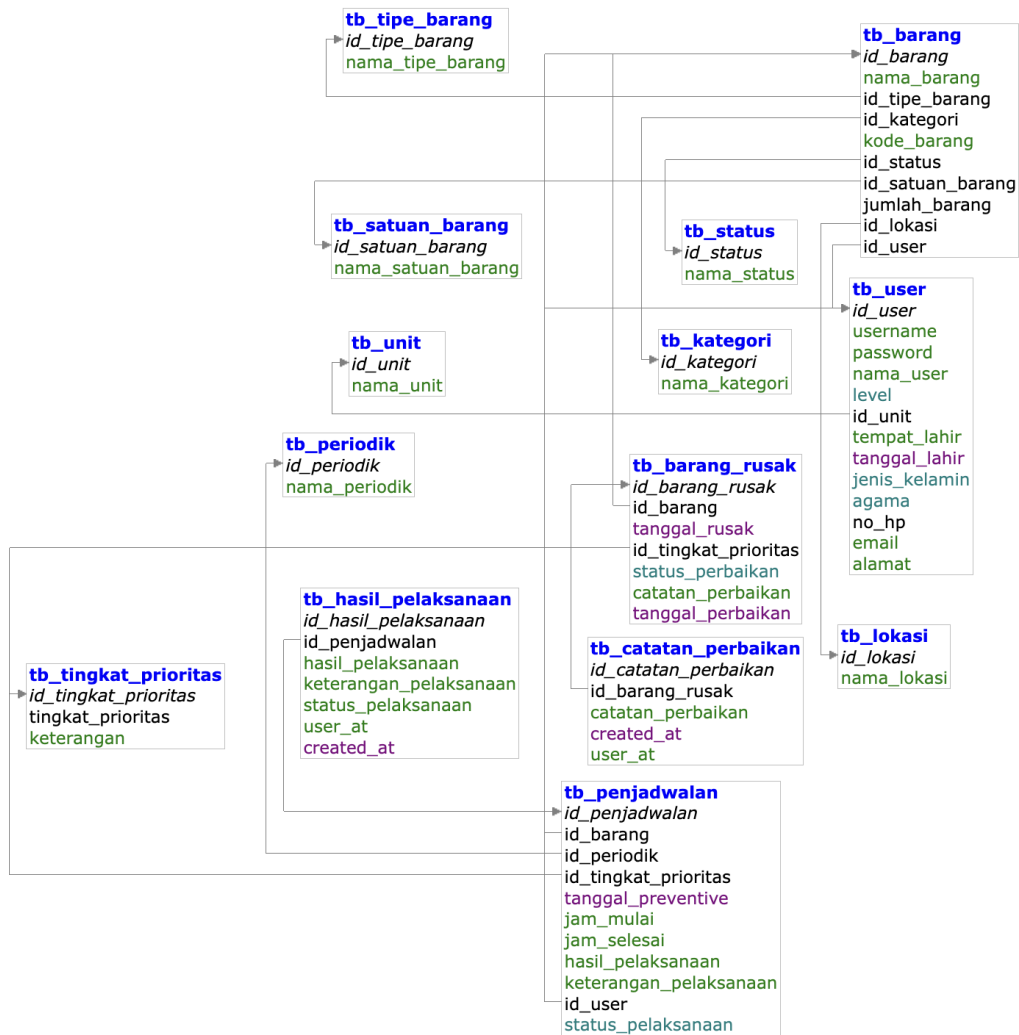 tb_tipe_barang
id_tipe_barang
nama_tipe_barang
tb_barang
id_barang
nama_barang
id_tipe_barang
id_kategori
kode_barang
id_status
id_satuan_barang
jumlah_barang
id_lokasi
id_user
tb_satuan_barang
id_satuan_barang
nama_satuan_barang
tb_status
id_status
nama_status
tb_user
id_user
username
password
nama_user
level
id_unit
tempat_lahir
tanggal_lahir
jenis_kelamin
agama
no_hp
email
alamat
tb_unit
id_unit
nama_unit
tb_kategori
id_kategori
nama_kategori
tb_periodik
id_periodik
nama_periodik
tb_barang_rusak
id_barang_rusak
id_barang
tanggal_rusak
id_tingkat_prioritas
status_perbaikan
catatan_perbaikan
tanggal_perbaikan
tb_hasil_pelaksanaan
id_hasil_pelaksanaan
id_penjadwalan
hasil_pelaksanaan
keterangan_pelaksanaan
status_pelaksanaan
user_at
created_at
tb_catatan_perbaikan
id_catatan_perbaikan
id_barang_rusak
catatan_perbaikan
created_at
user_at
tb_lokasi
id_lokasi
nama_lokasi
tb_tingkat_prioritas
id_tingkat_prioritas
tingkat_prioritas
keterangan
tb_penjadwalan
id_penjadwalan
id_barang
id_periodik
id_tingkat_prioritas
tanggal_preventive
jam_mulai
jam_selesai
hasil_pelaksanaan
keterangan_pelaksanaan
id_user
status_pelaksanaan